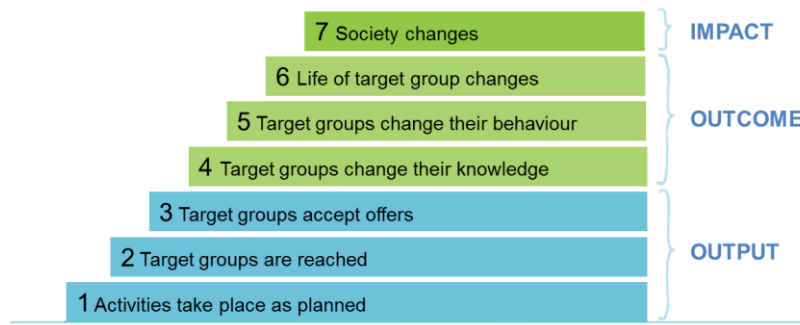 7 Society changes
IMPACT
6 Life of target group changes
5 Target groups change their behaviour
OUTCOME
4 Target groups change their knowledge
3 Target groups accept offers
2 Target groups are reached
OUTPUT
1 Activities take place as planned